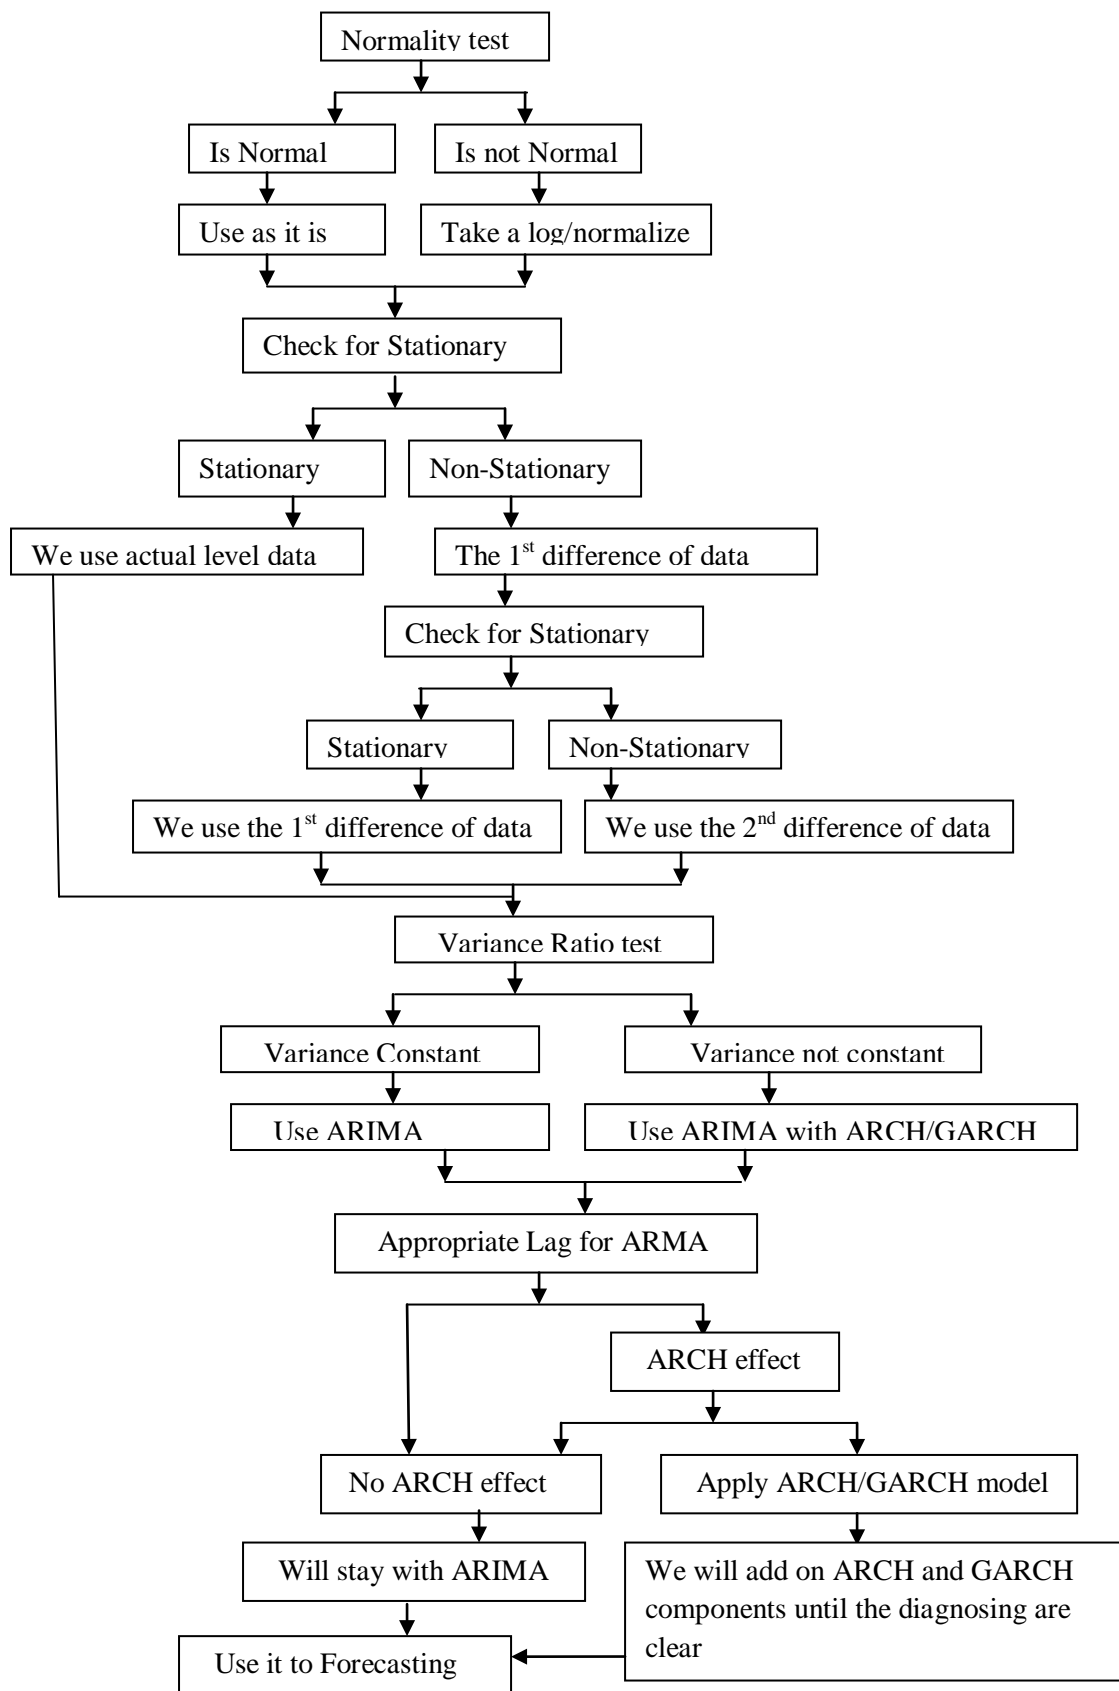 Normality test
Is Normal
Is not Normal
Use as it is
Take a log/normalize
Check for Stationary
Stationary
Non-Stationary
We use actual level data
The 1st difference of data
Check for Stationary
Stationary
Non-Stationary
We use the 1st difference of data
We use the 2nd difference of data
Variance Ratio test
Variance Constant
Variance not constant
Use ARIMA
Use ARIMA with ARCH/GARCH
Appropriate Lag for ARMA
ARCH effect
No ARCH effect
Apply ARCH/GARCH model
Will stay with ARIMA
We will add on ARCH and GARCH
components until the diagnosing are
clear
Use it to Forecasting